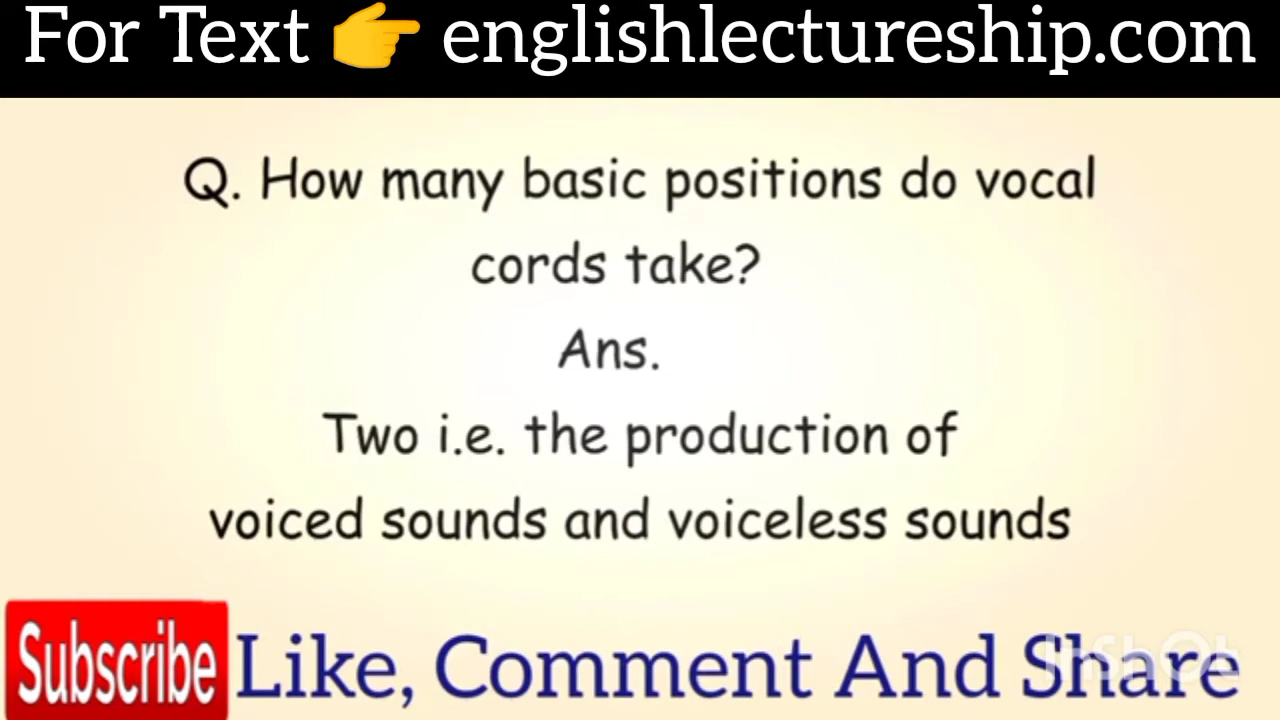 For Text 👉 englishlectureship.com
Q. How many basic positions do vocal
cords take?
Ans.
Two i.e. the production of
voiced sounds and voiceless sounds
Subscribe Like, Comment And Share
InShOt